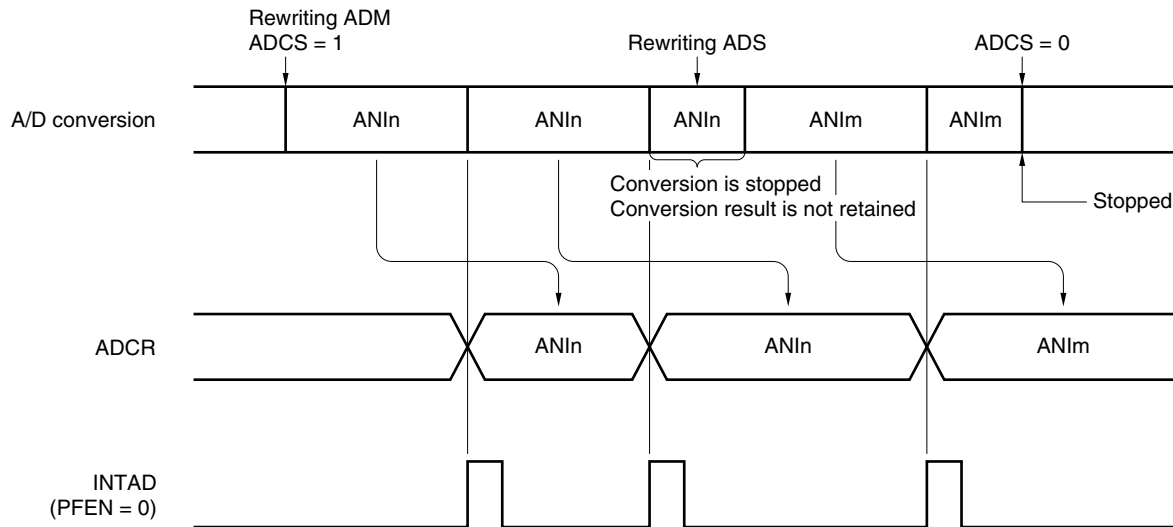 Rewriting ADM
ADCS = 1
Rewriting ADS
ADCS = 0
A/D conversion
ANIn
ANIn
ANIn
ANIm
ANIm
Conversion is stopped
Conversion result is not retained
Stopped
ADCR
ANIn
ANIn
ANIm
INTAD
(PFEN = 0)